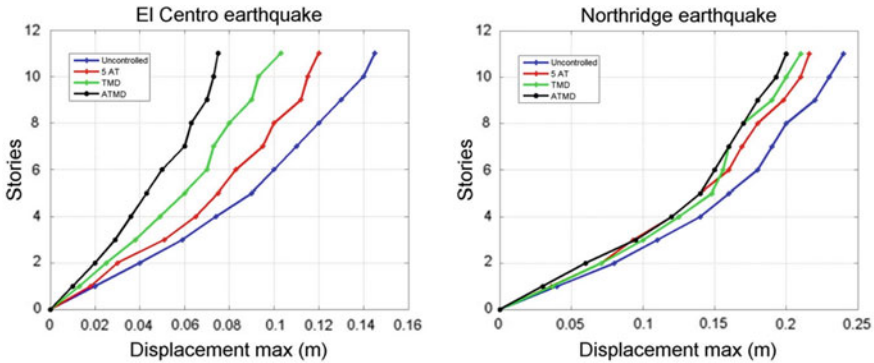 El Centro earthquake
12
10
8
6
4
2
0
Stories
Uncontrolled
5 AT
TMD
ATMD
0 0.02 0.04 0.06 0.08 0.10 0.12 0.14 0.16
Displacement max (m)
Northridge earthquake
12
10
8
6
4
2
0
Stories
Uncontrolled
5 AT
TMD
ATMD
0 0.05 0.1 0.15 0.2 0.25
Displacement max (m)